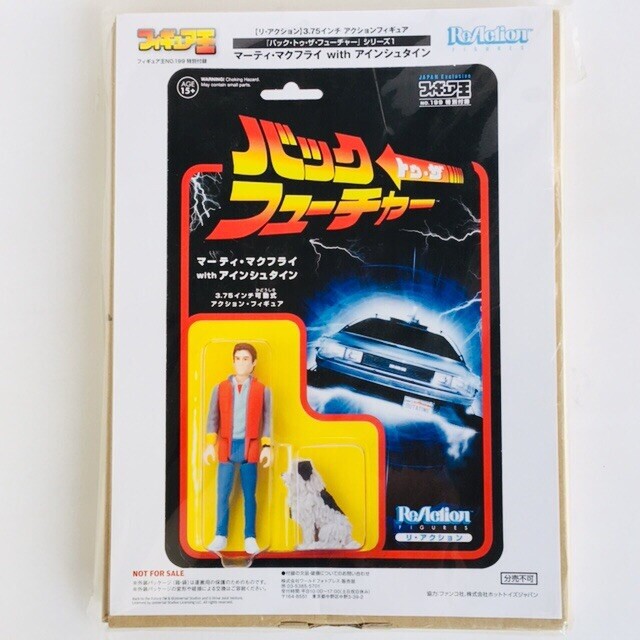 フィギュア王
フィギュア王NO.199 特別付録
[リ・アクション] 3.75インチ アクションフィギュア
「バック・トゥ・ザ・フューチャー」シリーズ1
マーティ・マクフライ with アインシュタイン
ReAction
FIGURES
AGE
15+
WARNING: Choking Hazard.
May contain small parts.
JAPAN Exclusive
フィギュア王
NO.199 特別付録
バック
トゥ・ザ・
フューチャー
マーティ・マクフライ
with アインシュタイン
かどうしき
3.75インチ可動式
アクション・フィギュア
ReAction
FIGURES
リ・アクション
NOT FOR SALE
分売不可
協力:ファンコ社、株式会社ホットトイズジャパン